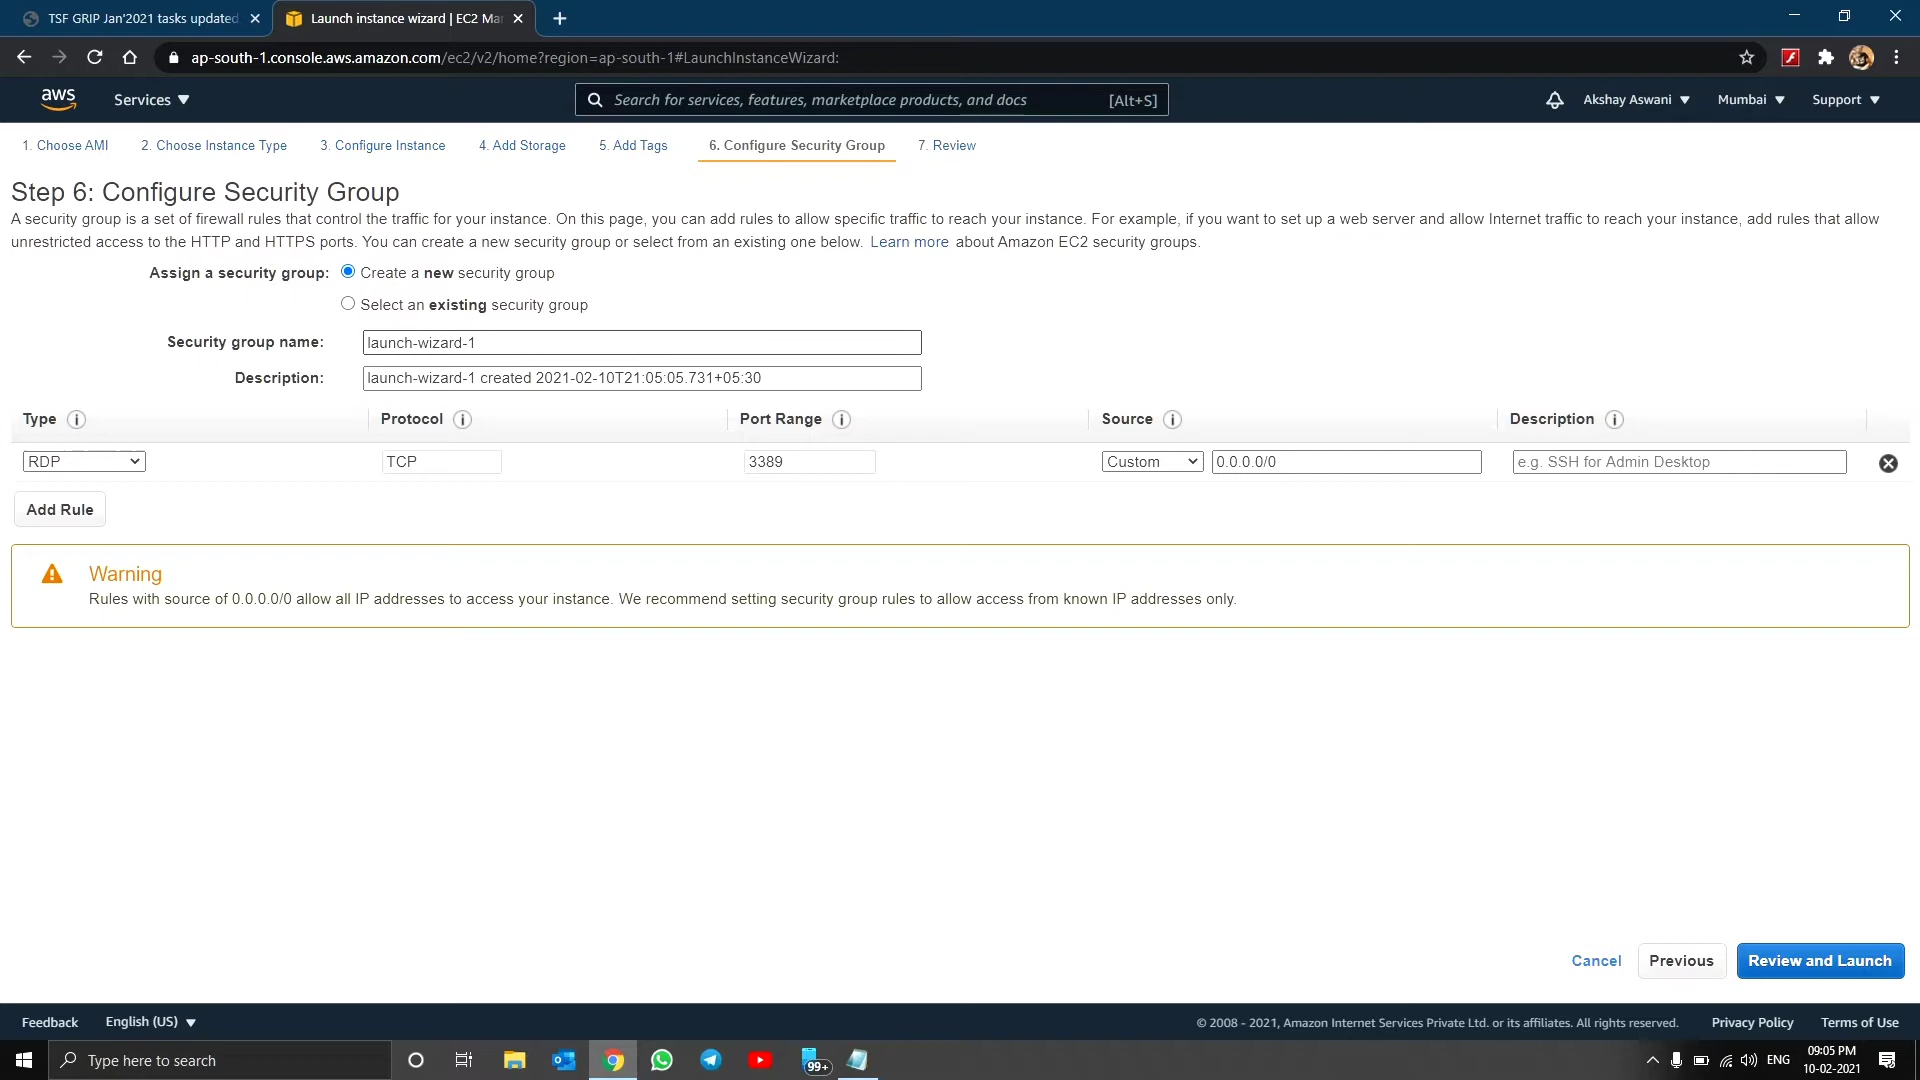 TSF GRIP Jan'2021 tasks updated
Launch instance wizard | EC2 Ma
ap-south-1.console.aws.amazon.com/ec2/v2/home?region=ap-south-1#LaunchInstanceWizard:
aws
Services
Search for services, features, marketplace products, and docs
[Alt+S]
Akshay Aswani
Mumbai
Support
1. Choose AMI
2. Choose Instance Type
3. Configure Instance
4. Add Storage
5. Add Tags
6. Configure Security Group
7. Review
Step 6: Configure Security Group
A security group is a set of firewall rules that control the traffic for your instance. On this page, you can add rules to allow specific traffic to reach your instance. For example, if you want to set up a web server and allow Internet traffic to reach your instance, add rules that allow
unrestricted access to the HTTP and HTTPS ports. You can create a new security group or select from an existing one below. Learn more about Amazon EC2 security groups.
Assign a security group:
Create a new security group
Select an existing security group
Security group name:
launch-wizard-1
Description:
launch-wizard-1 created 2021-02-10T21:05:05.731+05:30
Type
Protocol
Port Range
Source
Description
RDP
TCP
3389
Custom
0.0.0.0/0
e.g. SSH for Admin Desktop
Add Rule
Warning
Rules with source of 0.0.0.0/0 allow all IP addresses to access your instance. We recommend setting security group rules to allow access from known IP addresses only.
Cancel
Previous
Review and Launch
Feedback
English (US)
© 2008 - 2021, Amazon Internet Services Private Ltd. or its affiliates. All rights reserved.
Privacy Policy
Terms of Use
Type here to search
99+
ENG
09:05 PM
10-02-2021